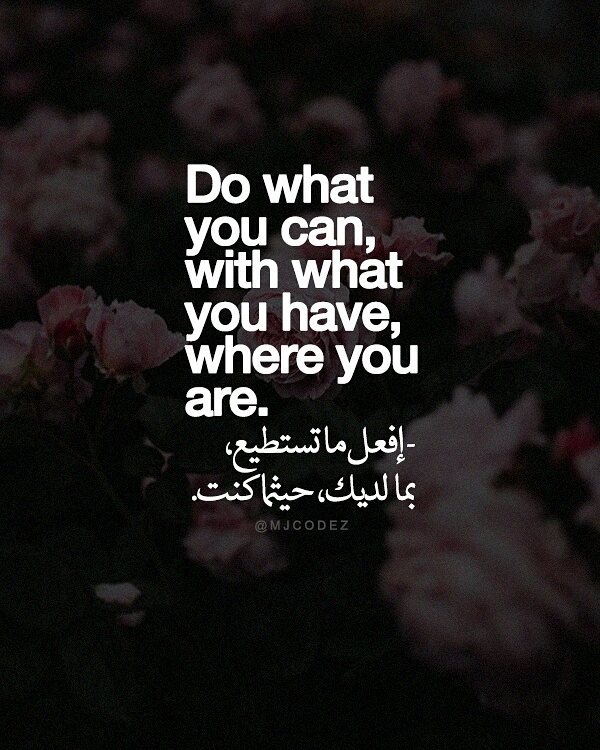 Do what
you can,
with what
you have,
where you
are.
-إفعل ما تستطيع،
بما لديك، حيثما كنت.
@MJCODEZ